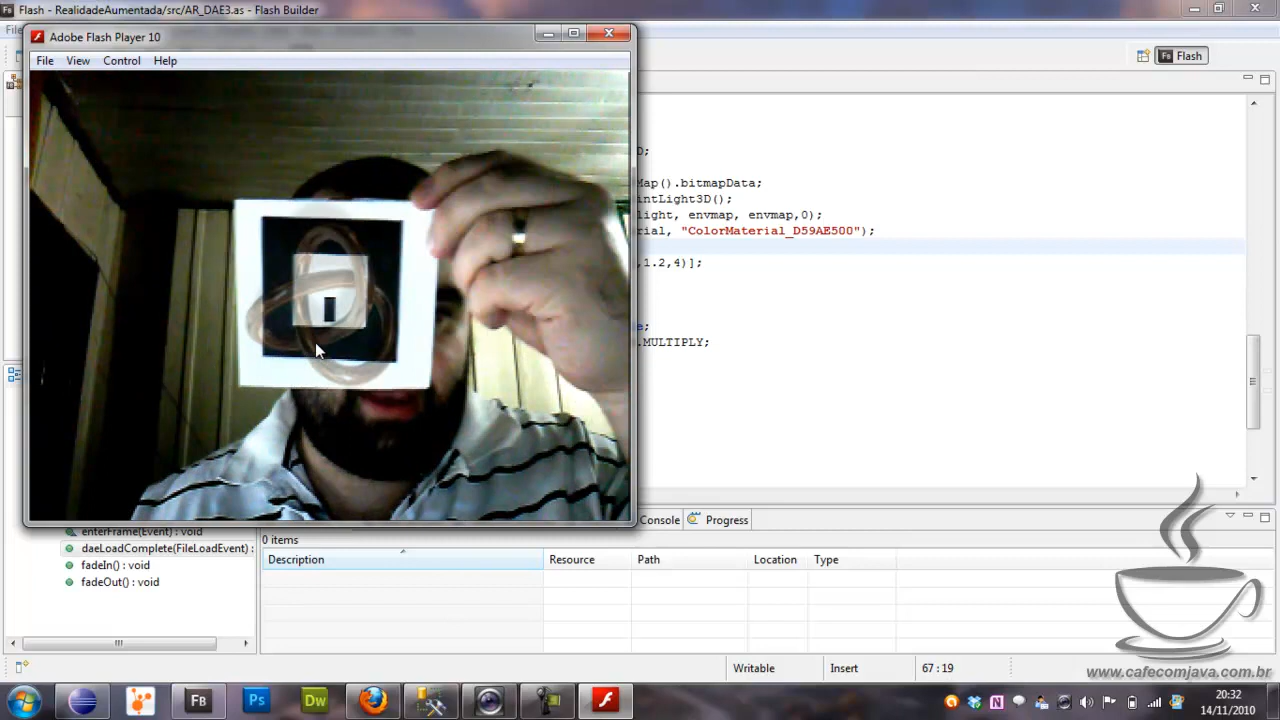 Flash - RealidadeAumentada/src/AR_DAE3.as - Flash Builder
Adobe Flash Player 10
File View Control Help
Flash
D;
Map().bitmapData;
intLight3D();
light, envmap, envmap,0);
rial, "ColorMaterial_D59AE500");
,1.2,4)];
e;
.MULTIPLY;
enterFrame(Event) : void
daeLoadComplete(FileLoadEvent) :
fadeIn() : void
fadeOut() : void
Console Progress
0 items
Description Resource Path Location Type
Writable Insert 67 : 19
www.cafecomjava.com.br
FB Ps Dw
20:32
14/11/2010